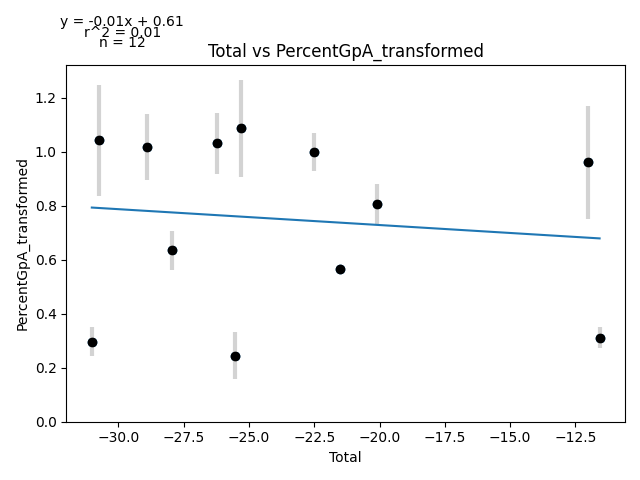 y = -0.01x + 0.61
r^2 = 0.01
n = 12
Total vs PercentGpA_transformed
PercentGpA_transformed
1.2
1.0
0.8
0.6
0.4
0.2
0.0
−30.0 −27.5 −25.0 −22.5 −20.0 −17.5 −15.0 −12.5
Total